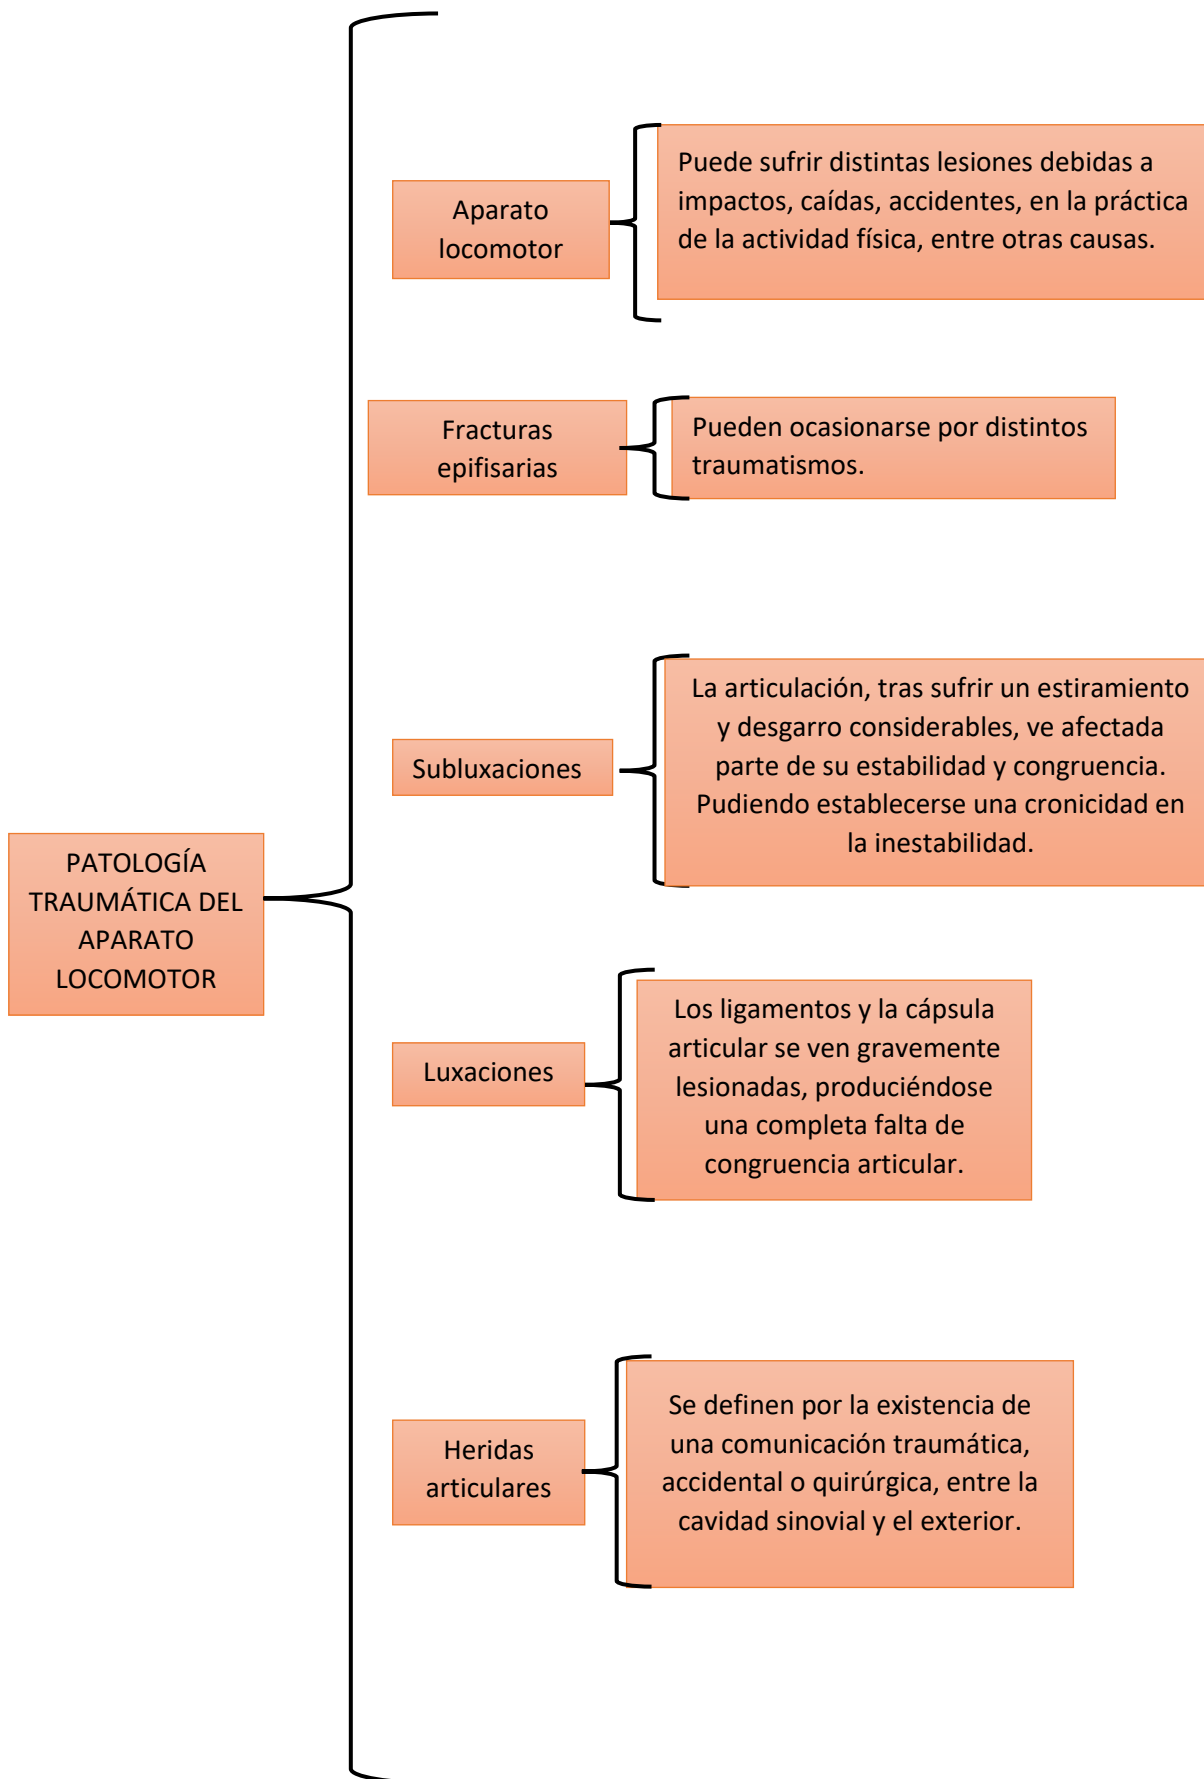 Aparato
locomotor
Puede sufrir distintas lesiones debidas a
impactos, caídas, accidentes, en la práctica
de la actividad física, entre otras causas.
Fracturas
epifisarias
Pueden ocasionarse por distintos
traumatismos.
Subluxaciones
La articulación, tras sufrir un estiramiento
y desgarro considerables, ve afectada
parte de su estabilidad y congruencia.
Pudiendo establecerse una cronicidad en
la inestabilidad.
PATOLOGÍA
TRAUMÁTICA DEL
APARATO
LOCOMOTOR
Luxaciones
Los ligamentos y la cápsula
articular se ven gravemente
lesionadas, produciéndose
una completa falta de
congruencia articular.
Heridas
articulares
Se definen por la existencia de
una comunicación traumática,
accidental o quirúrgica, entre la
cavidad sinovial y el exterior.